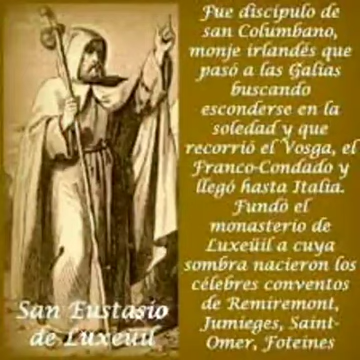 Fue discípulo de
san Columbano,
monje irlandés que
pasó a las Galias
buscando
esconderse en la
soledad y que
recorrió el Vosga, el
Franco-Condado y
llegó hasta Italia.
Fundó el
monasterio de
Luxeüil a cuya
sombra nacieron los
célebres conventos
de Remiremont,
Jumieges, Saint-
Omer, Foteines
San Eustasio
de Luxeuil